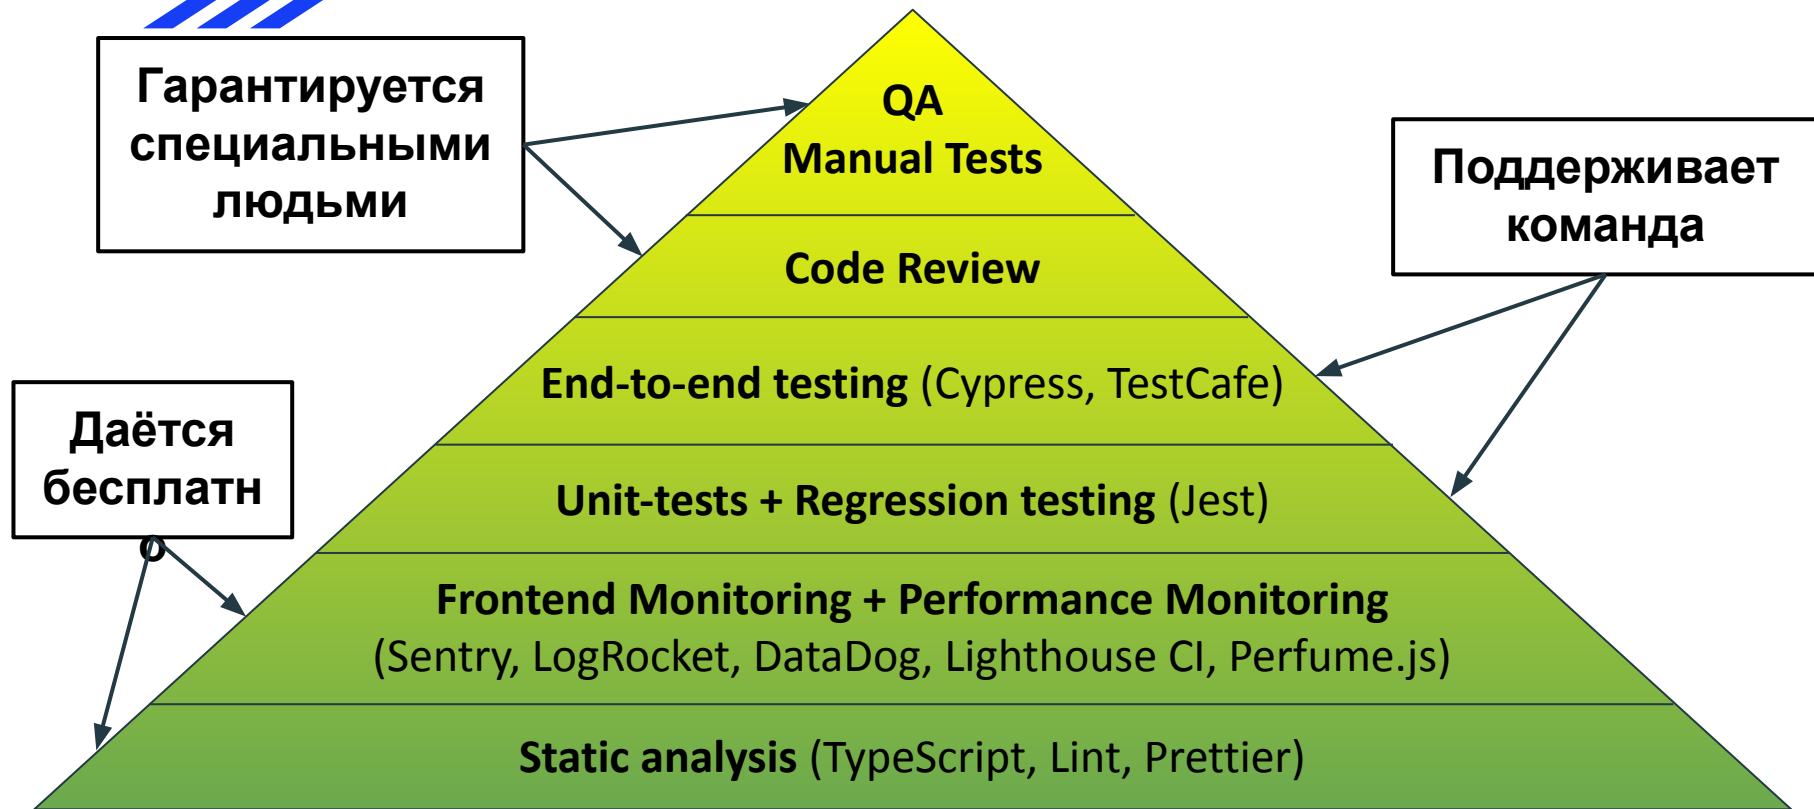 Гарантируется
специальными
людьми
QA
Manual Tests
Поддерживает
команда
Code Review
End-to-end testing (Cypress, TestCafe)
Даётся
бесплатн
о
Unit-tests + Regression testing (Jest)
Frontend Monitoring + Performance Monitoring
(Sentry, LogRocket, DataDog, Lighthouse CI, Perfume.js)
Static analysis (TypeScript, Lint, Prettier)